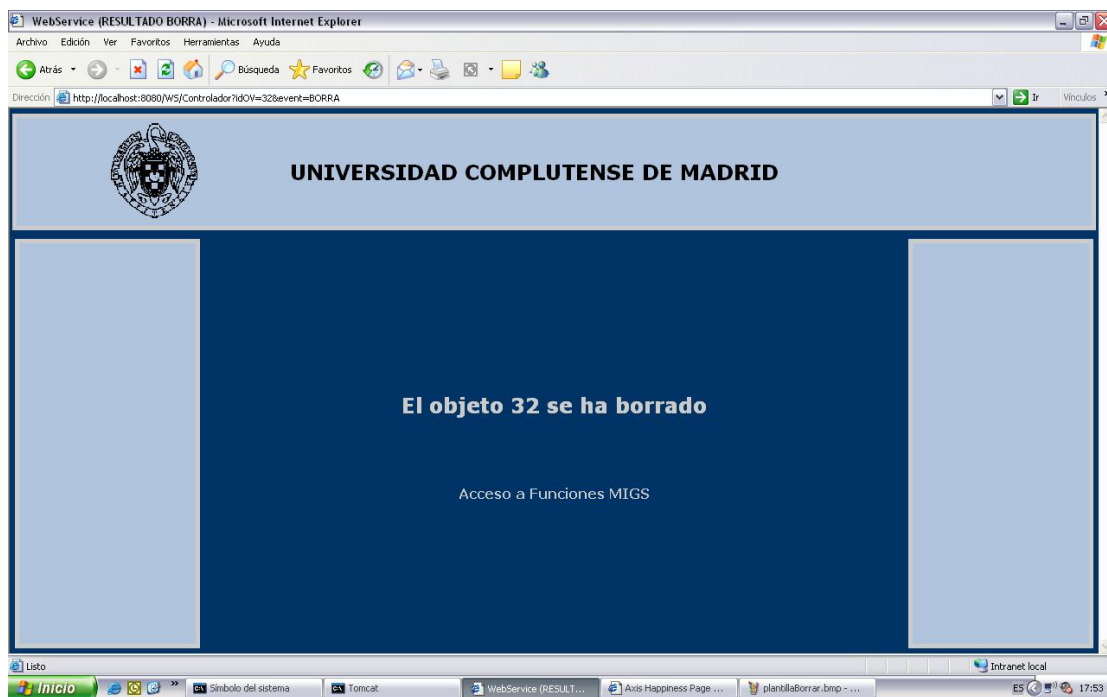 WebService (RESULTADO BORRA) - Microsoft Internet Explorer
Archivo Edición Ver Favoritos Herramientas Ayuda
Atrás Búsqueda Favoritos
Dirección http://localhost:8080/WS/Controlador?idOV=32&event=BORRA Ir Vínculos
UNIVERSIDAD COMPLUTENSE DE MADRID
El objeto 32 se ha borrado
Acceso a Funciones MIGS
Listo Intranet local
Inicio » Símbolo del sistema Tomcat WebService (RESULT... Axis Happiness Page ... plantillaBorrar.bmp - ... ES 17:53